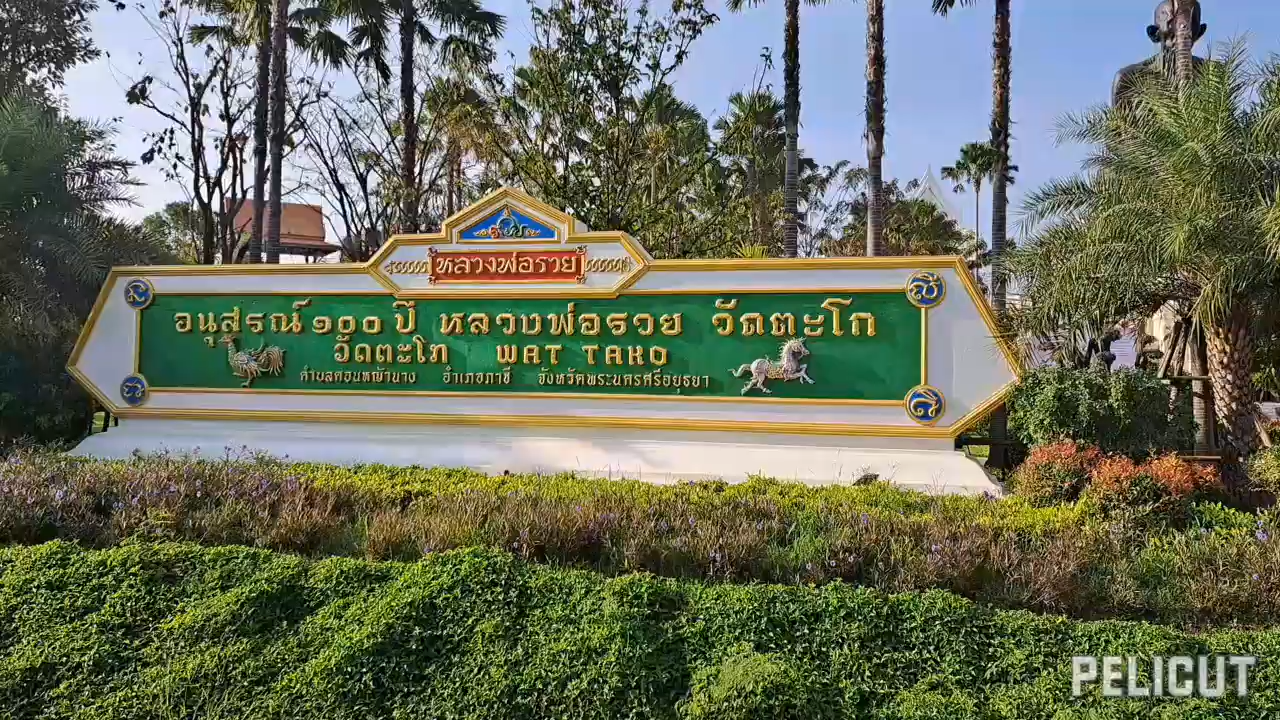 หลวงพ่อรวย
อนุสรณ์ ๑๐๐ ปี หลวงพ่อรวย วัดตะโก
วัดตะโก WAT TAKO
ตำบลดอนหญ้านาง อำเภอภาชี จังหวัดพระนครศรีอยุธยา
PELICUT